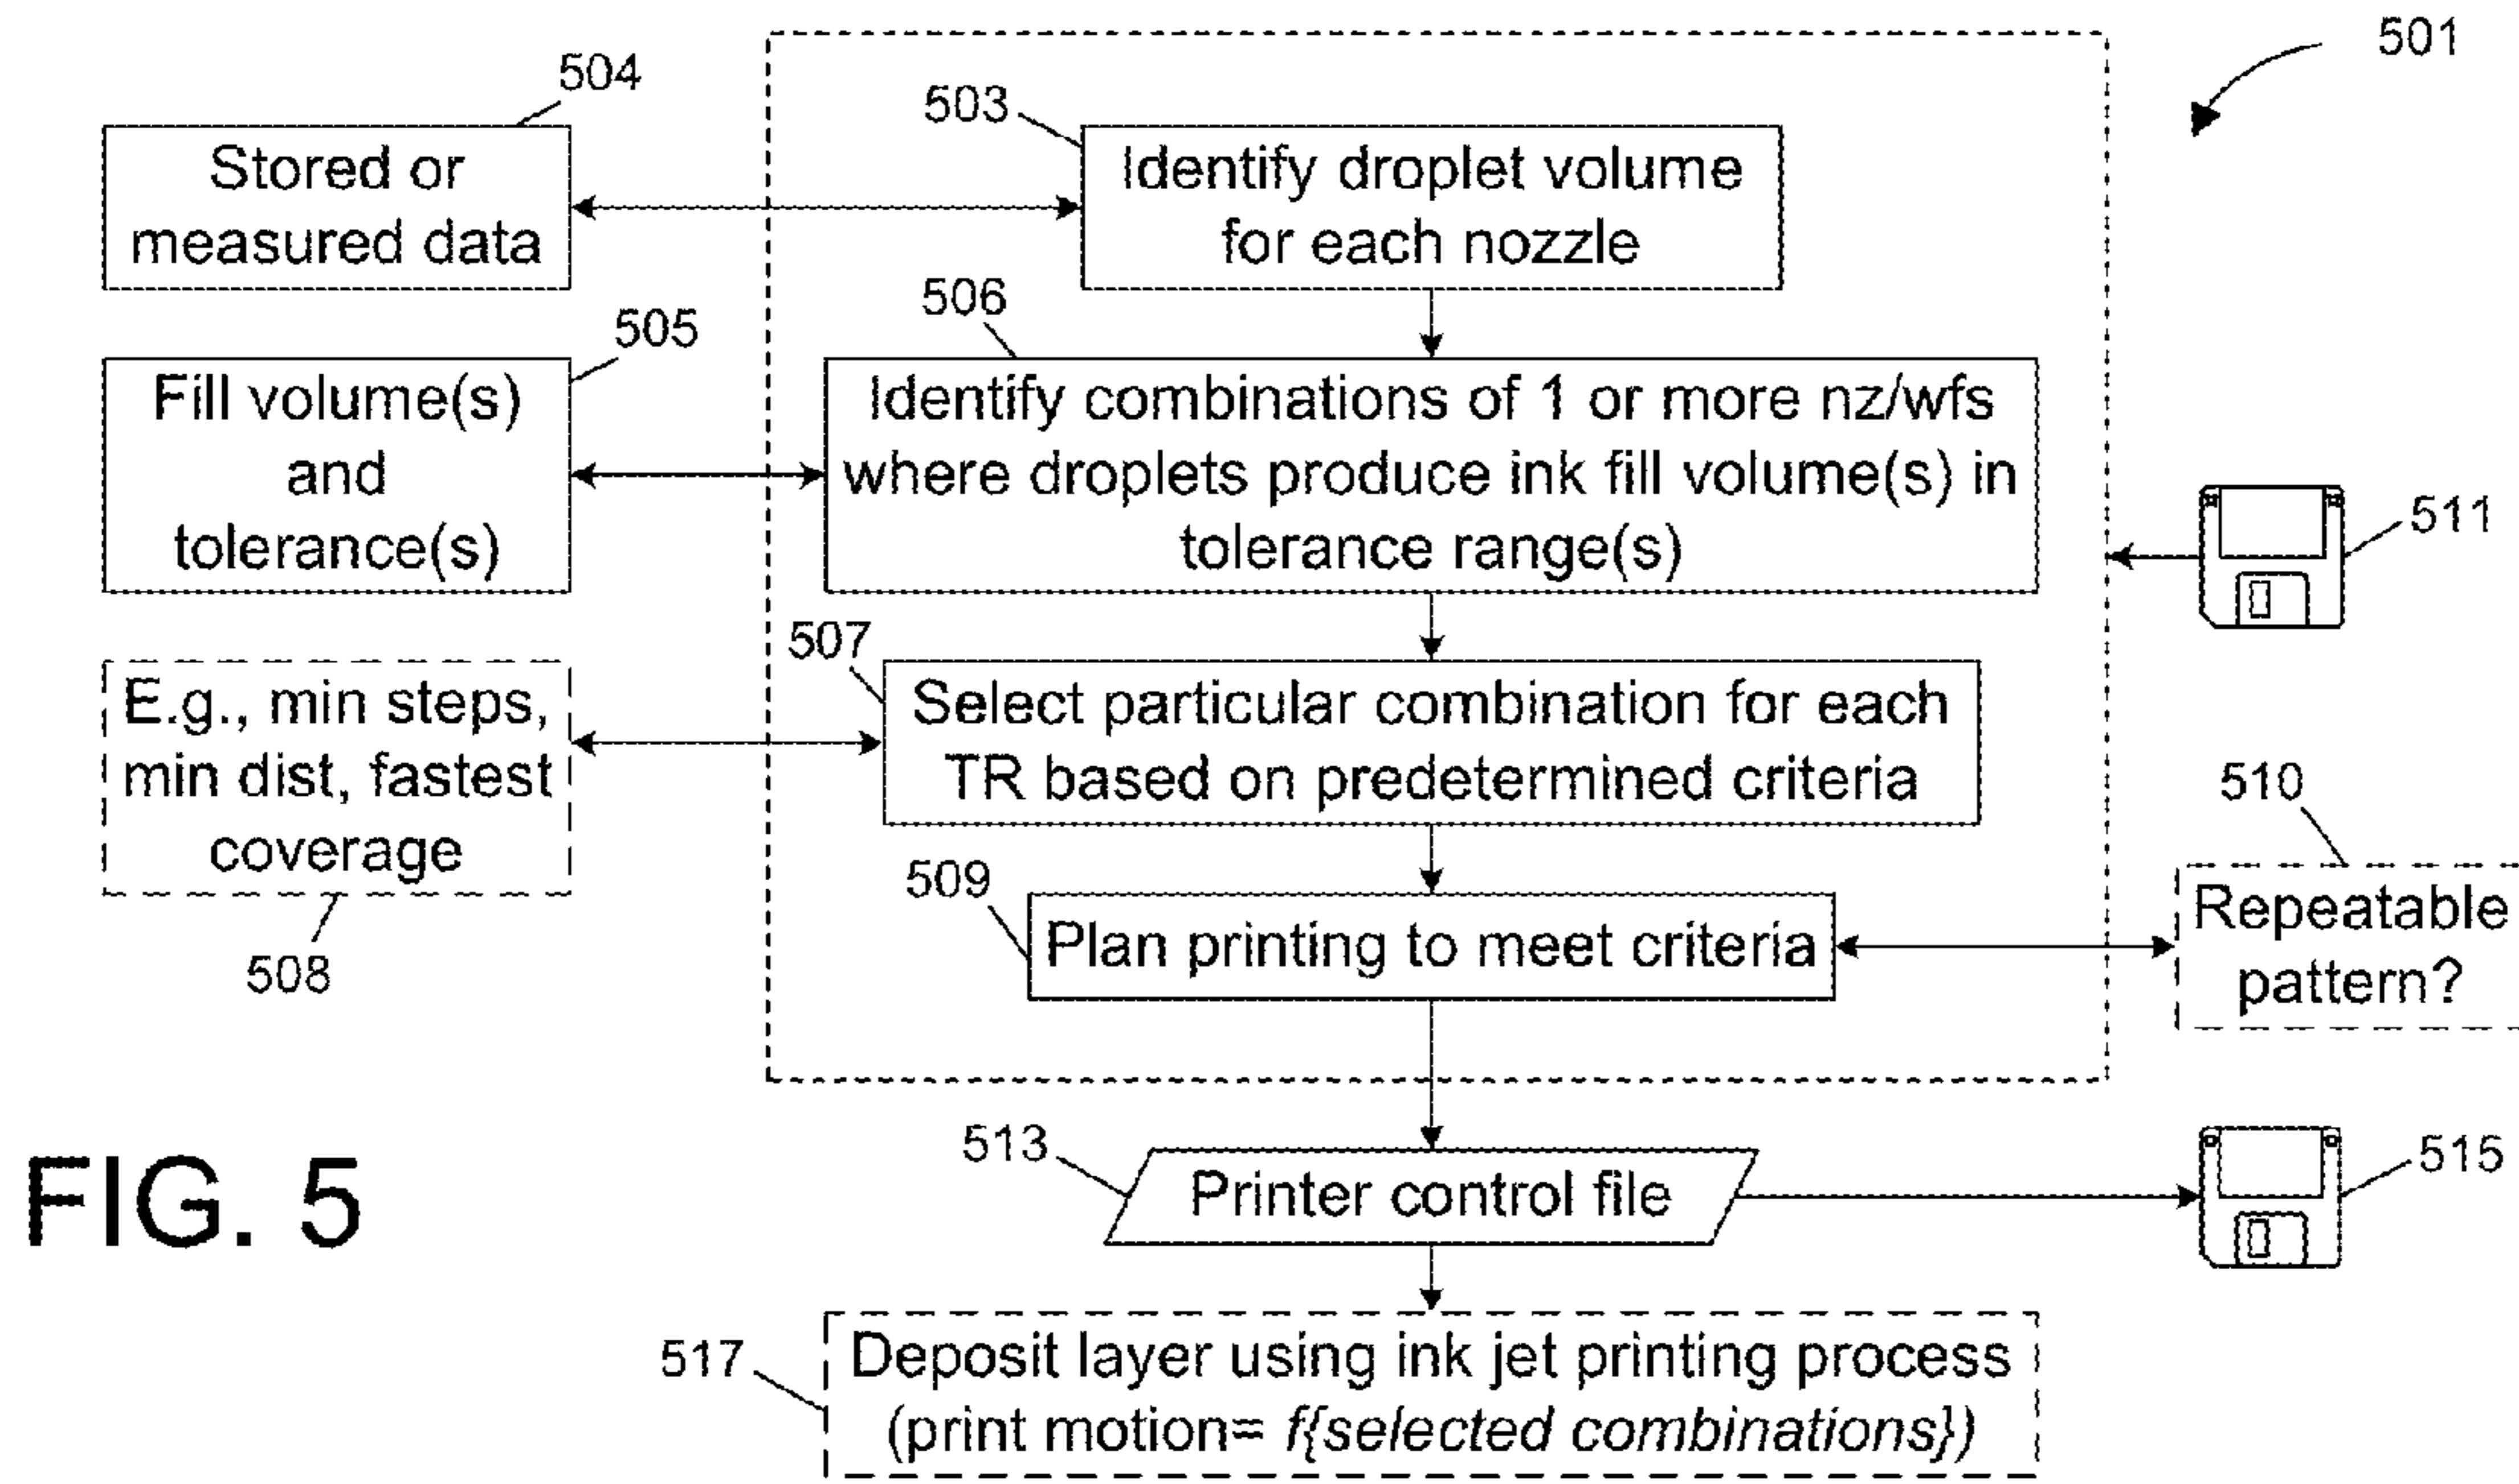 501
504
503
Stored or
measured data
Identify droplet volume
for each nozzle
505
506
Fill volume(s)
and
tolerance(s)
Identify combinations of 1 or more nz/wfs
where droplets produce ink fill volume(s) in
tolerance range(s)
511
507
E.g., min steps,
min dist, fastest
coverage
508
Select particular combination for each
TR based on predetermined criteria
510
509
Plan printing to meet criteria
Repeatable
pattern?
513
Printer control file
515
FIG. 5
517
Deposit layer using ink jet printing process
(print motion= f{selected combinations})